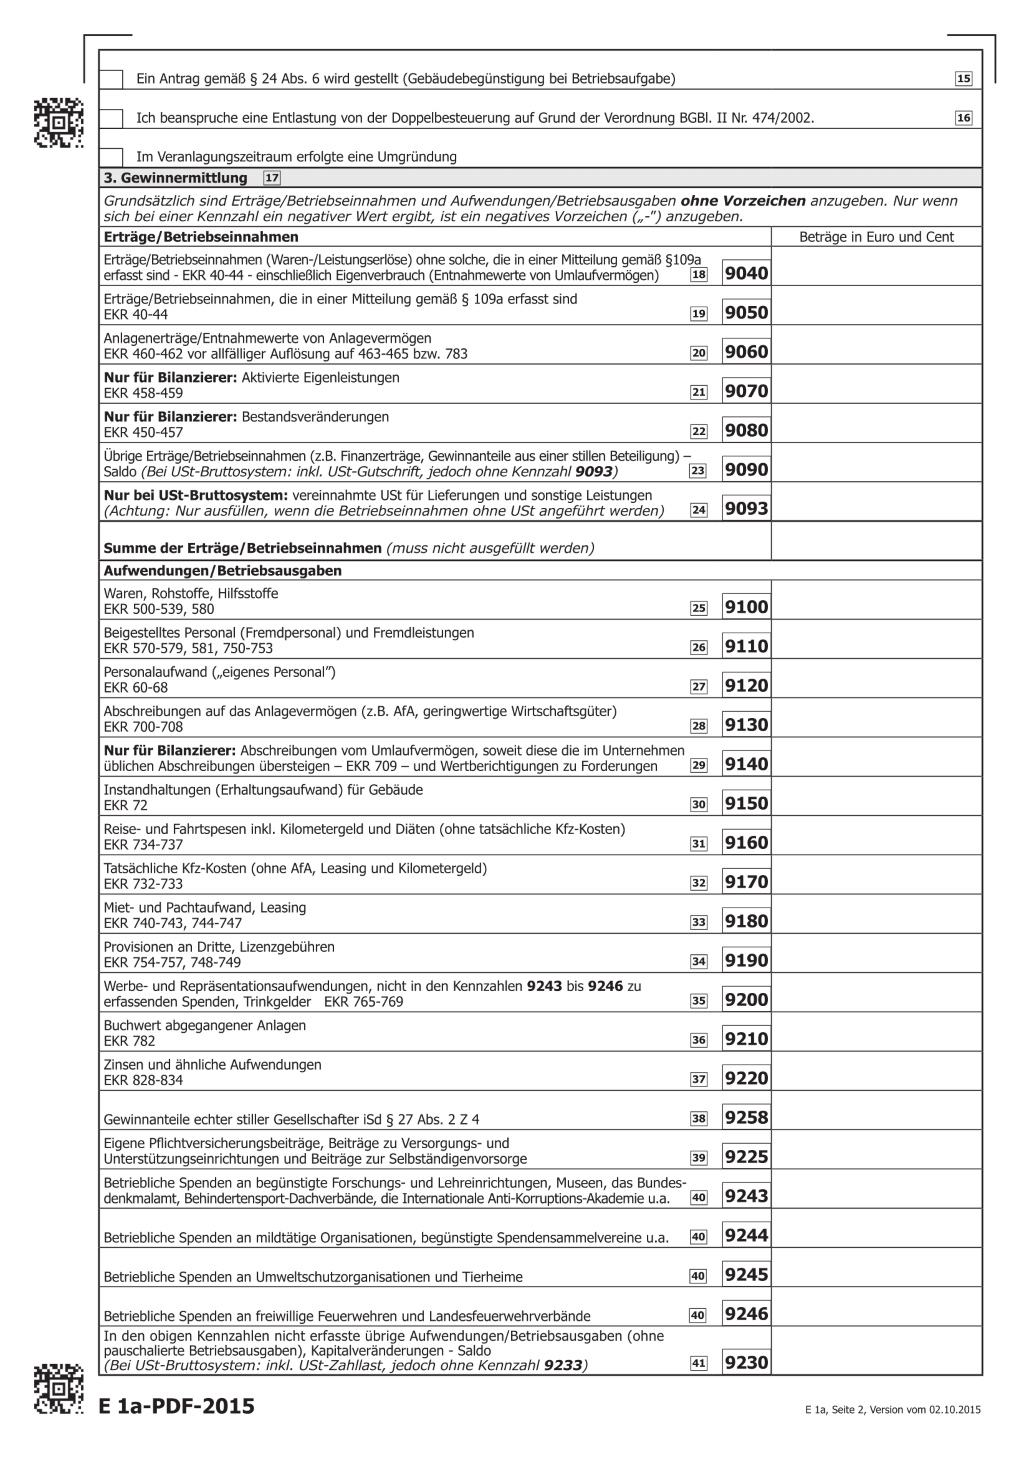 Ein Antrag gemäß § 24 Abs. 6 wird gestellt (Gebäudebegünstigung bei Betriebsaufgabe) 15
Ich beanspruche eine Entlastung von der Doppelbesteuerung auf Grund der Verordnung BGBl. II Nr. 474/2002. 16
Im Veranlagungszeitraum erfolgte eine Umgründung
3. Gewinnermittlung 17
Grundsätzlich sind Erträge/Betriebseinnahmen und Aufwendungen/Betriebsausgaben ohne Vorzeichen anzugeben. Nur wenn
sich bei einer Kennzahl ein negativer Wert ergibt, ist ein negatives Vorzeichen („-") anzugeben.
Erträge/Betriebseinnahmen Beträge in Euro und Cent
Erträge/Betriebseinnahmen (Waren-/Leistungserlöse) ohne solche, die in einer Mitteilung gemäß §109a
erfasst sind - EKR 40-44 - einschließlich Eigenverbrauch (Entnahmewerte von Umlaufvermögen) 18 9040
Erträge/Betriebseinnahmen, die in einer Mitteilung gemäß § 109a erfasst sind
EKR 40-44 19 9050
Anlagenerträge/Entnahmewerte von Anlagevermögen
EKR 460-462 vor allfälliger Auflösung auf 463-465 bzw. 783 20 9060
Nur für Bilanzierer: Aktivierte Eigenleistungen
EKR 458-459 21 9070
Nur für Bilanzierer: Bestandsveränderungen
EKR 450-457 22 9080
Übrige Erträge/Betriebseinnahmen (z.B. Finanzerträge, Gewinnanteile aus einer stillen Beteiligung) –
Saldo (Bei USt-Bruttosystem: inkl. USt-Gutschrift, jedoch ohne Kennzahl 9093) 23 9090
Nur bei USt-Bruttosystem: vereinnahmte USt für Lieferungen und sonstige Leistungen
(Achtung: Nur ausfüllen, wenn die Betriebseinnahmen ohne USt angeführt werden) 24 9093
Summe der Erträge/Betriebseinnahmen (muss nicht ausgefüllt werden)
Aufwendungen/Betriebsausgaben
Waren, Rohstoffe, Hilfsstoffe
EKR 500-539, 580 25 9100
Beigestelltes Personal (Fremdpersonal) und Fremdleistungen
EKR 570-579, 581, 750-753 26 9110
Personalaufwand („eigenes Personal”)
EKR 60-68 27 9120
Abschreibungen auf das Anlagevermögen (z.B. AfA, geringwertige Wirtschaftsgüter)
EKR 700-708 28 9130
Nur für Bilanzierer: Abschreibungen vom Umlaufvermögen, soweit diese die im Unternehmen
üblichen Abschreibungen übersteigen – EKR 709 – und Wertberichtigungen zu Forderungen 29 9140
Instandhaltungen (Erhaltungsaufwand) für Gebäude
EKR 72 30 9150
Reise- und Fahrtspesen inkl. Kilometergeld und Diäten (ohne tatsächliche Kfz-Kosten)
EKR 734-737 31 9160
Tatsächliche Kfz-Kosten (ohne AfA, Leasing und Kilometergeld)
EKR 732-733 32 9170
Miet- und Pachtaufwand, Leasing
EKR 740-743, 744-747 33 9180
Provisionen an Dritte, Lizenzgebühren
EKR 754-757, 748-749 34 9190
Werbe- und Repräsentationsaufwendungen, nicht in den Kennzahlen 9243 bis 9246 zu
erfassenden Spenden, Trinkgelder EKR 765-769 35 9200
Buchwert abgegangener Anlagen
EKR 782 36 9210
Zinsen und ähnliche Aufwendungen
EKR 828-834 37 9220
Gewinnanteile echter stiller Gesellschafter iSd § 27 Abs. 2 Z 4 38 9258
Eigene Pflichtversicherungsbeiträge, Beiträge zu Versorgungs- und
Unterstützungseinrichtungen und Beiträge zur Selbständigenvorsorge 39 9225
Betriebliche Spenden an begünstigte Forschungs- und Lehreinrichtungen, Museen, das Bundes-
denkmalamt, Behindertensport-Dachverbände, die Internationale Anti-Korruptions-Akademie u.a. 40 9243
Betriebliche Spenden an mildtätige Organisationen, begünstigte Spendensammelvereine u.a. 40 9244
Betriebliche Spenden an Umweltschutzorganisationen und Tierheime 40 9245
Betriebliche Spenden an freiwillige Feuerwehren und Landesfeuerwehrverbände 40 9246
In den obigen Kennzahlen nicht erfasste übrige Aufwendungen/Betriebsausgaben (ohne
pauschalierte Betriebsausgaben), Kapitalveränderungen - Saldo
(Bei USt-Bruttosystem: inkl. USt-Zahllast, jedoch ohne Kennzahl 9233) 41 9230
E 1a-PDF-2015 E 1a, Seite 2, Version vom 02.10.2015